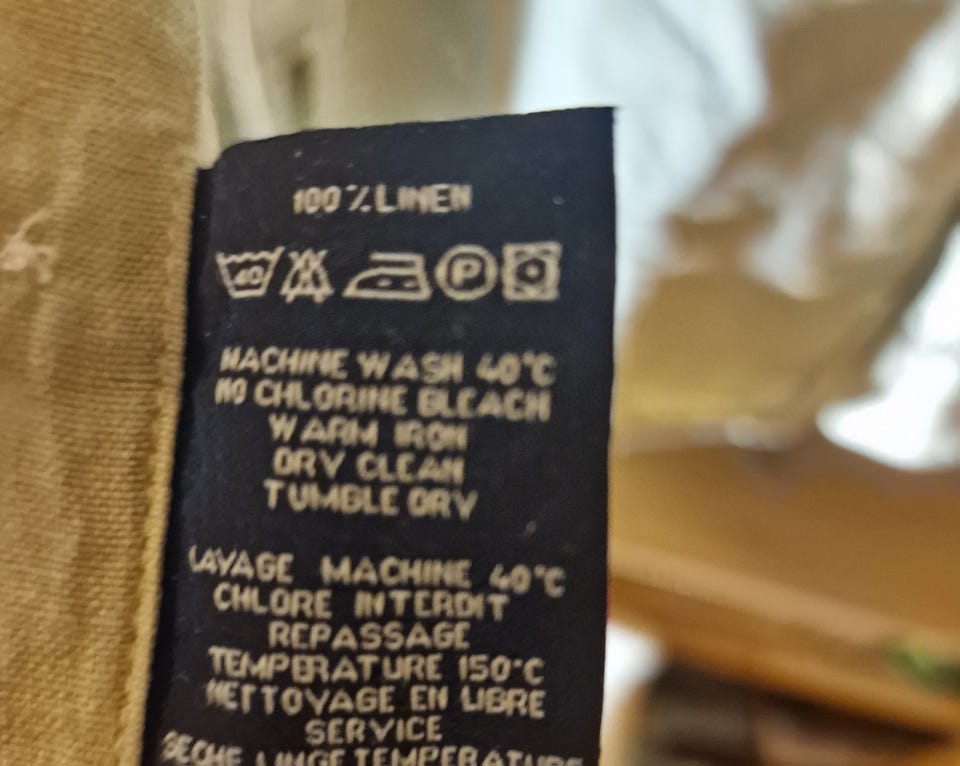 100% LINEN
40 P
MACHINE WASH 40°C
NO CHLORINE BLEACH
WARM IRON
DRY CLEAN
TUMBLE DRY
LAVAGE MACHINE 40°C
CHLORE INTERDIT
REPASSAGE
TEMPERATURE 150°C
NETTOYAGE EN LIBRE
SERVICE
SECHE LINGE TEMPERATURE